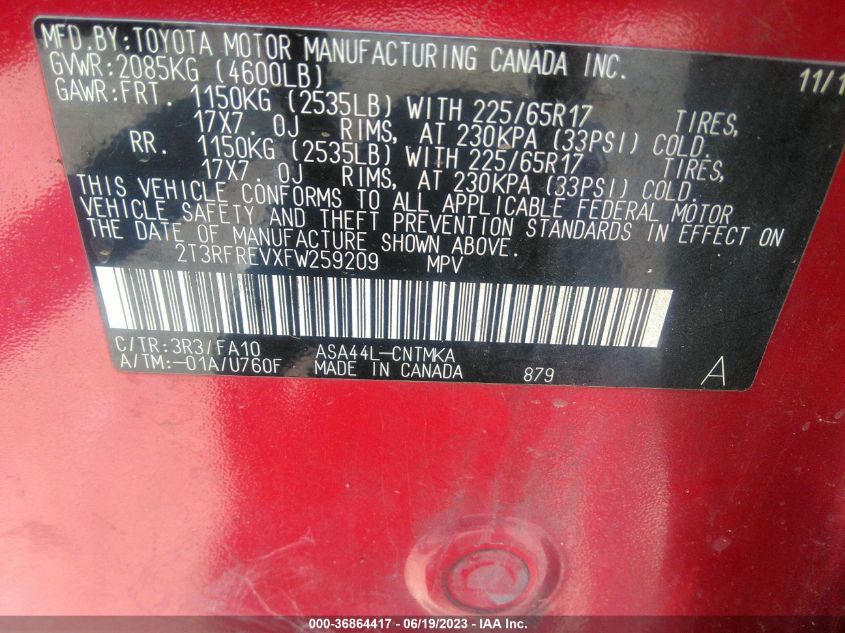 MFD.BY:TOYOTA MOTOR MANUFACTURING CANADA INC. 11/1
GVWR:2085KG (4600LB)
GAWR:FRT. 1150KG (2535LB) WITH 225/65R17 TIRES,
17X7.0J RIMS, AT 230KPA (33PSI) COLD.
RR. 1150KG (2535LB) WITH 225/65R17 TIRES,
17X7.0J RIMS, AT 230KPA (33PSI) COLD.
THIS VEHICLE CONFORMS TO ALL APPLICABLE FEDERAL MOTOR
VEHICLE SAFETY AND THEFT PREVENTION STANDARDS IN EFFECT ON
THE DATE OF MANUFACTURE SHOWN ABOVE.
2T3RFREVXFW259209 MPV
C/TR:3R3/FA10 ASA44L-CNTMKA
A/TM:-01A/U760F MADE IN CANADA 879 A
000-36864417 - 06/19/2023 - IAA Inc.